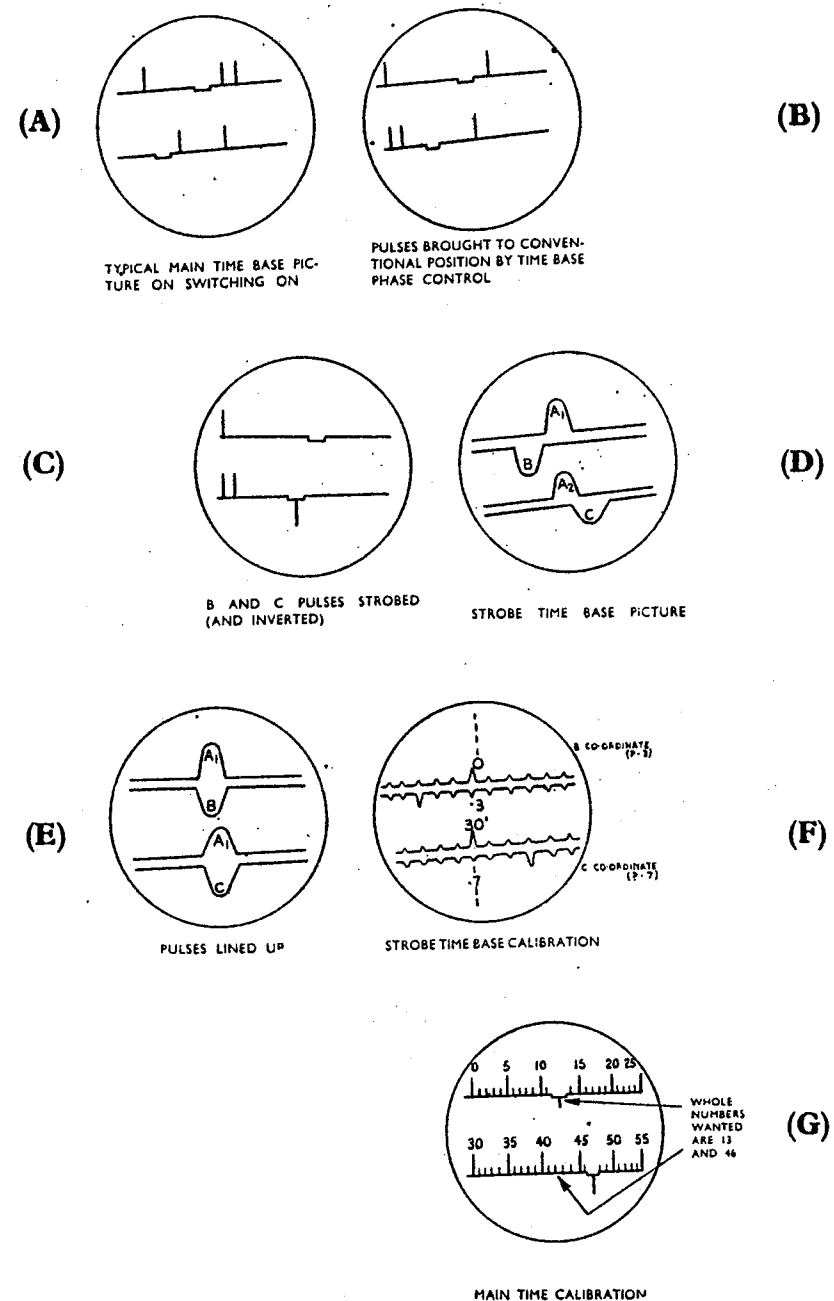 (A)
(B)
TYPICAL MAIN TIME BASE PIC-
TURE ON SWITCHING ON
PULSES BROUGHT TO CONVEN-
TIONAL POSITION BY TIME BASE
PHASE CONTROL
(C)
(D)
A1
B
A2
C
B AND C PULSES STROBED
(AND INVERTED)
STROBE TIME BASE PICTURE
(E)
(F)
A1
B
A1
C
0
B CO-ORDINATE
(?·3)
·3
30'
·7
C CO-ORDINATE
(?·7)
PULSES LINED UP
STROBE TIME BASE CALIBRATION
(G)
0 5 10 15 20 25
30 35 40 45 50 55
WHOLE
NUMBERS
WANTED
ARE 13
AND 46
MAIN TIME CALIBRATION